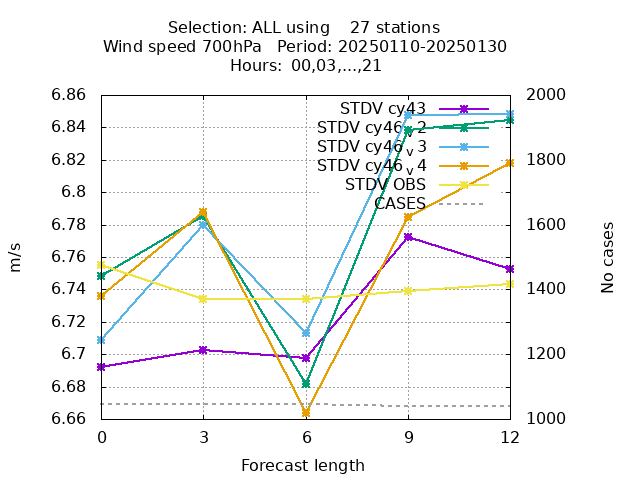 Selection: ALL using    27 stations
Wind speed 700hPa   Period: 20250110-20250130
Hours:  00,03,...,21
6.86
6.84
6.82
6.8
6.78
6.76
6.74
6.72
6.7
6.68
6.66
2000
1800
1600
1400
1200
1000
STDV cy43
STDV cy46v2
STDV cy46v3
STDV cy46v4
STDV OBS
CASES
m/s
No cases
0
3
6
9
12
Forecast length